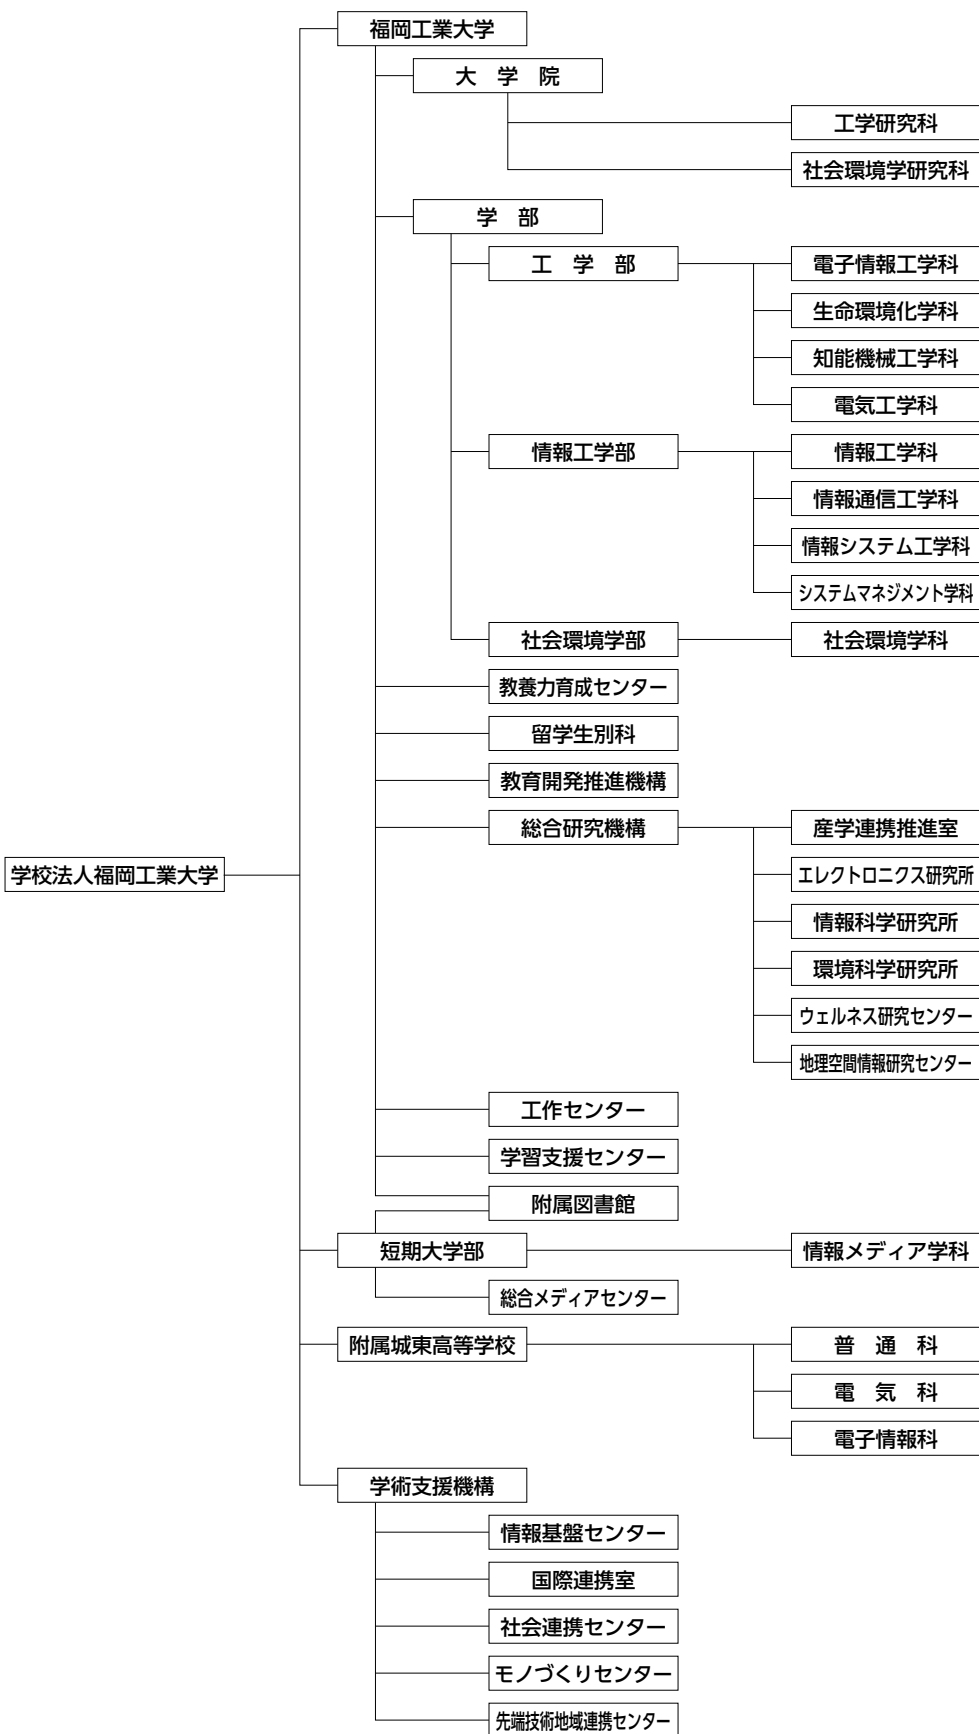 福岡工業大学
大 学 院
工学研究科
社会環境学研究科
学 部
工 学 部
電子情報工学科
生命環境化学科
知能機械工学科
電気工学科
情報工学部
情報工学科
情報通信工学科
情報システム工学科
システムマネジメント学科
社会環境学部
社会環境学科
教養力育成センター
留学生別科
教育開発推進機構
総合研究機構
産学連携推進室
学校法人福岡工業大学
エレクトロニクス研究所
情報科学研究所
環境科学研究所
ウェルネス研究センター
地理空間情報研究センター
工作センター
学習支援センター
附属図書館
短期大学部
情報メディア学科
総合メディアセンター
附属城東高等学校
普 通 科
電 気 科
電子情報科
学術支援機構
情報基盤センター
国際連携室
社会連携センター
モノづくりセンター
先端技術地域連携センター